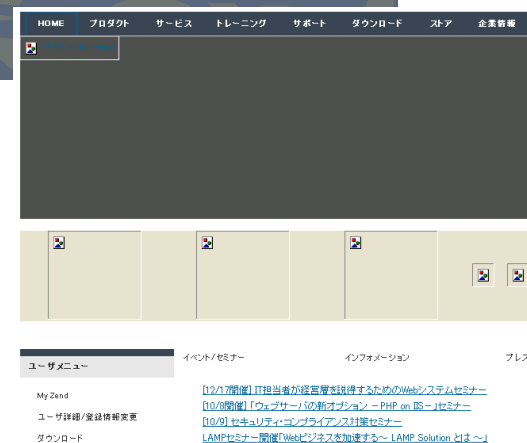 HOME プロダクト サービス トレーニング サポート ダウンロード ストア 企業情報
ユーザメニュー
イベント/セミナー インフォメーション プレ
My Zend
ユーザ詳細/登録情報変更
ダウンロード
[12/17開催] IT担当者が経営層を説得するためのWebシステムセミナー
[10/8開催] 「ウェブサーバの新オプション －PHP on IIS－」セミナー
[10/9] セキュリティ・コンプライアンス対策セミナー
LAMPセミナー開催「Webビジネスを加速する～ LAMP Solution とは ～」